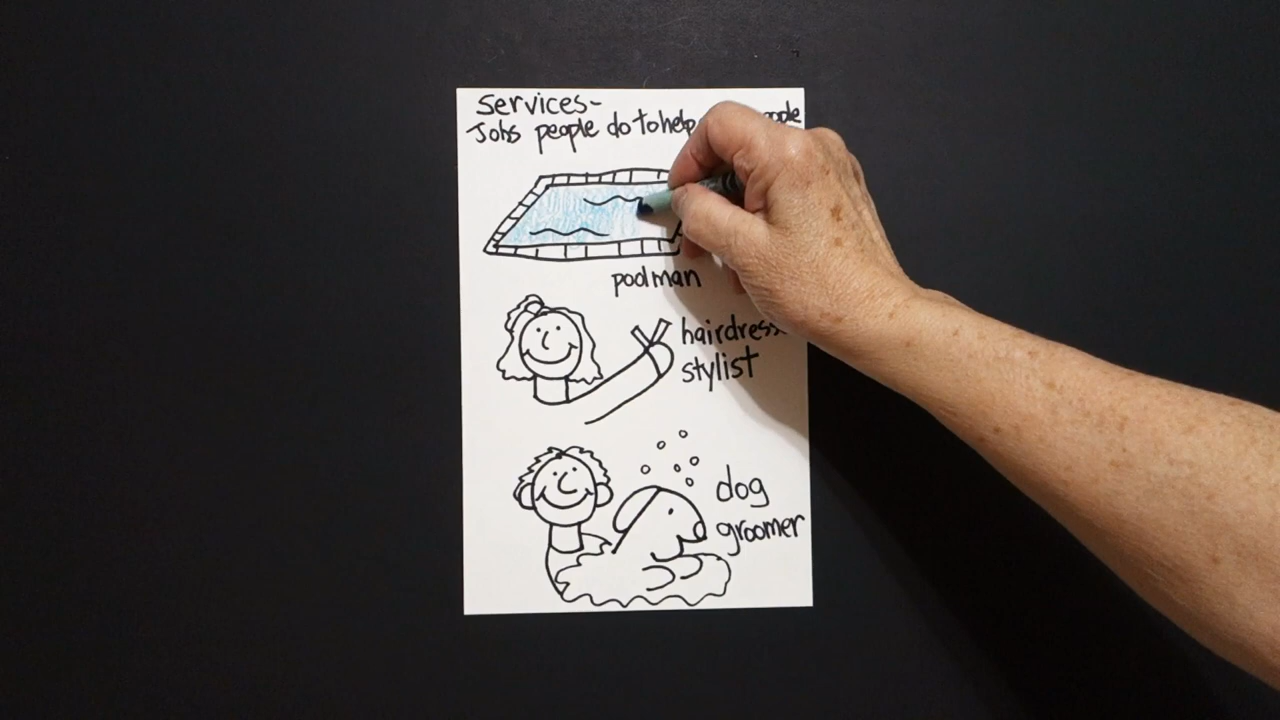 Services-
Jobs people do to help
pool man
hairdress
stylist
dog
groomer